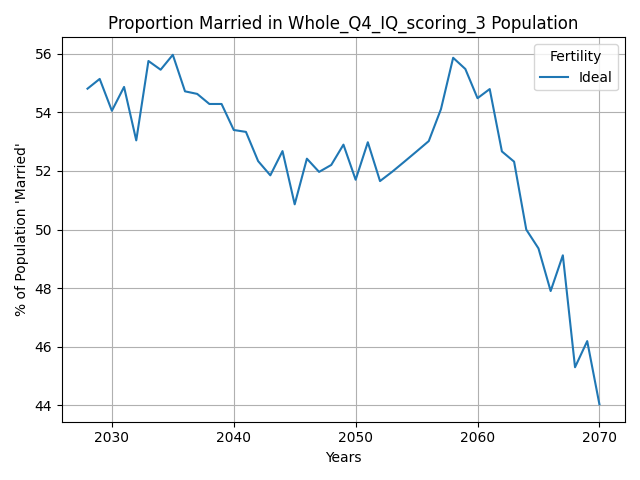 Proportion Married in Whole_Q4_IQ_scoring_3 Population
Fertility
Ideal
% of Population 'Married'
56
54
52
50
48
46
44
2030
2040
2050
2060
2070
Years